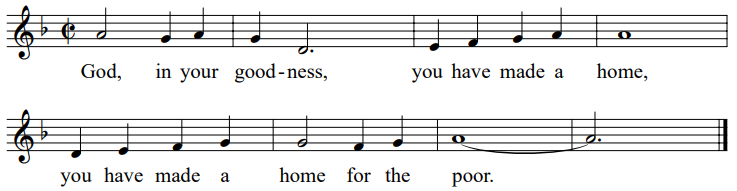 God, in your good-ness, you have made a home,
you have made a home for the poor.